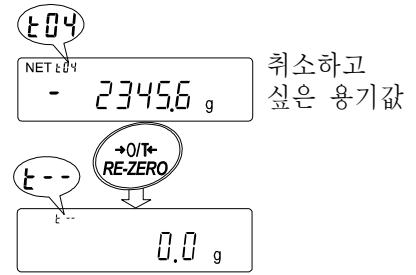 t04
NET t04
- 2345.6 g
취소하고
싶은 용기값
→0/T←
RE-ZERO
t--
t--
0.0 g